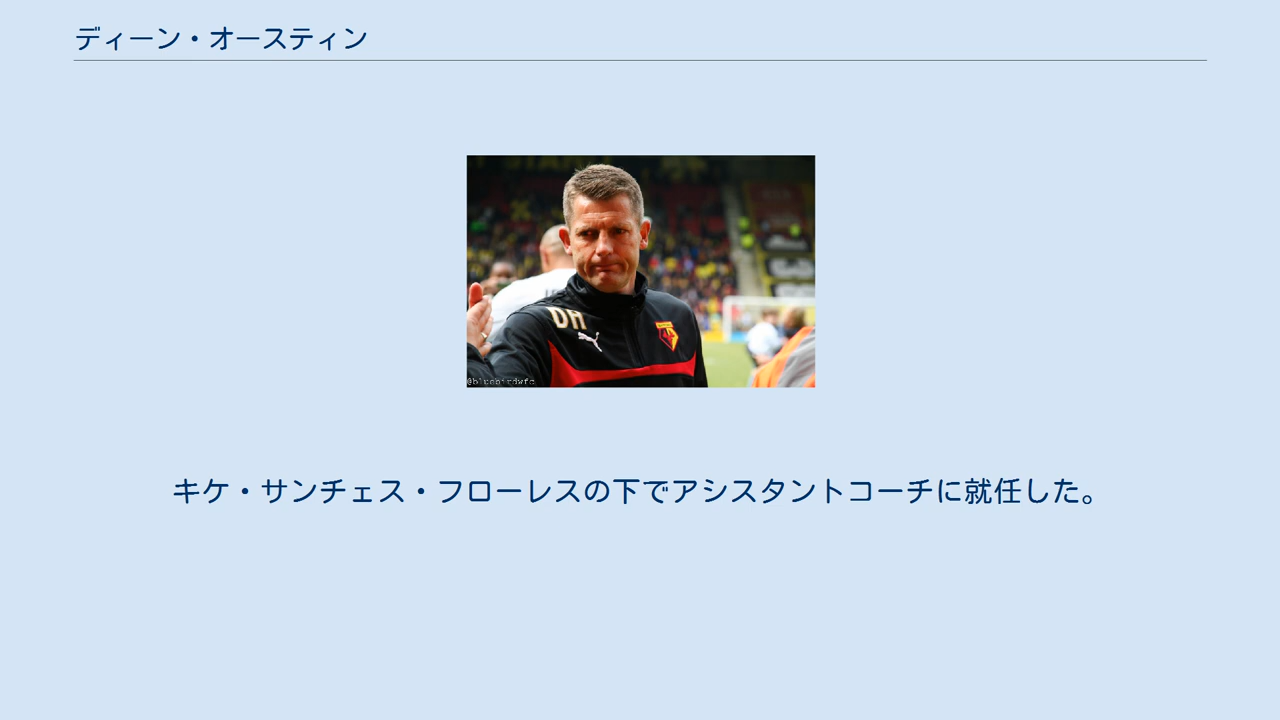 ディーン・オースティン
DH
@bluebirdwfc
キケ・サンチェス・フローレスの下でアシスタントコーチに就任した。